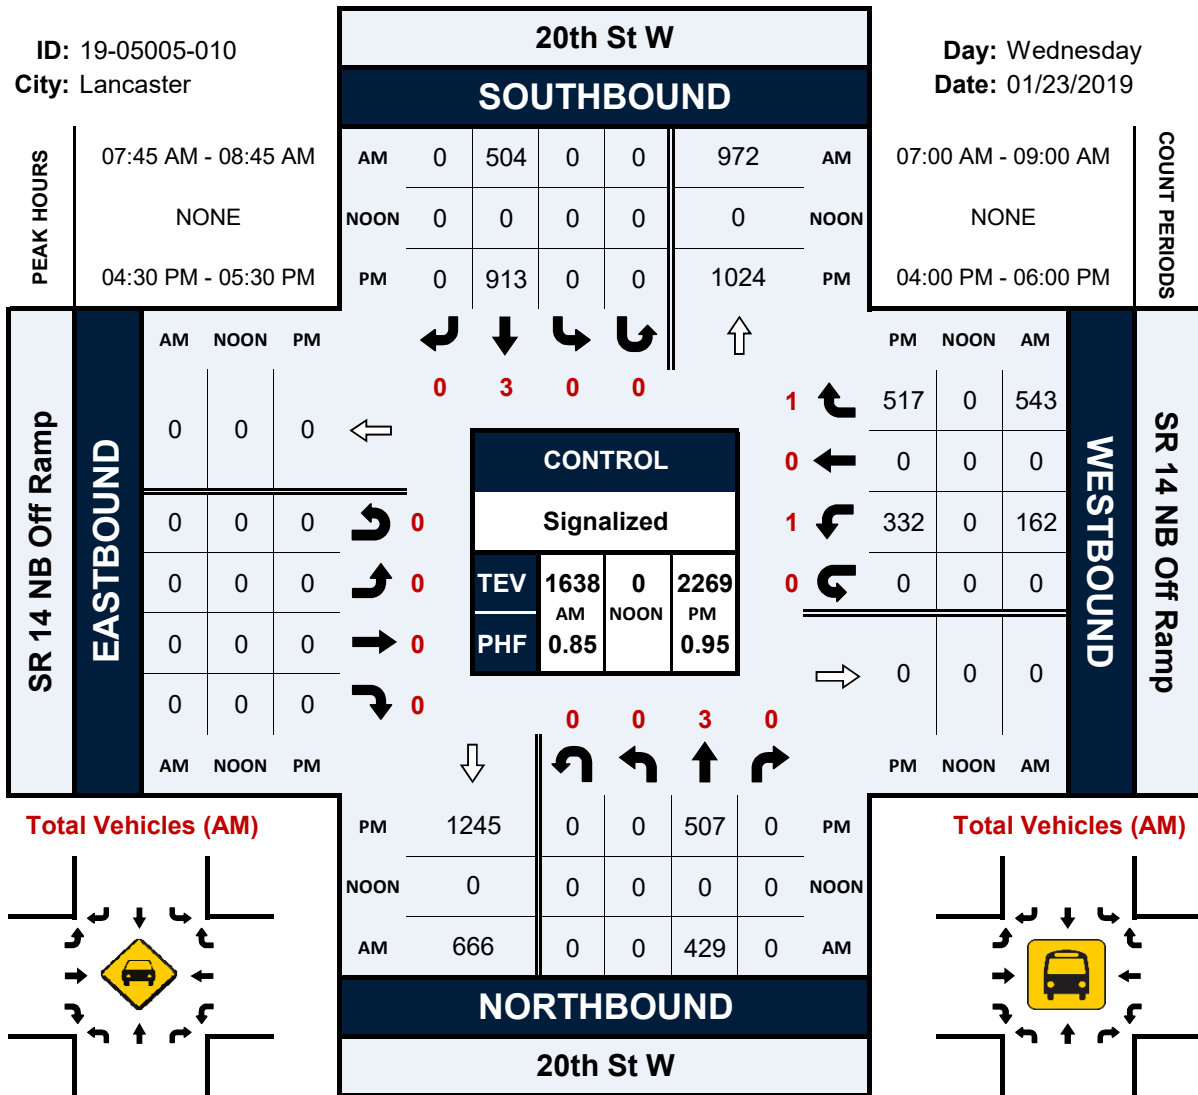 ID: 19-05005-010
City: Lancaster
20th St W
SOUTHBOUND
Day: Wednesday
Date: 01/23/2019
PEAK HOURS
07:45 AM - 08:45 AM
NONE
04:30 PM - 05:30 PM
AM 0 504 0 0 972 AM
NOON 0 0 0 0 0 NOON
PM 0 913 0 0 1024 PM
07:00 AM - 09:00 AM
NONE
04:00 PM - 06:00 PM
COUNT PERIODS
0 3 0 0
SR 14 NB Off Ramp
EASTBOUND
AM NOON PM
0 0 0
0 0 0 0
0 0 0 0
0 0 0 0
0 0 0 0
AM NOON PM
CONTROL
Signalized
TEV 1638 0 2269
AM NOON PM
PHF 0.85 0.95
PM NOON AM
1 517 0 543
0 0 0 0
1 332 0 162
0 0 0 0
0 0 0
PM NOON AM
WESTBOUND
SR 14 NB Off Ramp
0 0 3 0
PM 1245 0 0 507 0 PM
NOON 0 0 0 0 0 NOON
AM 666 0 0 429 0 AM
NORTHBOUND
20th St W
Total Vehicles (AM)
Total Vehicles (AM)